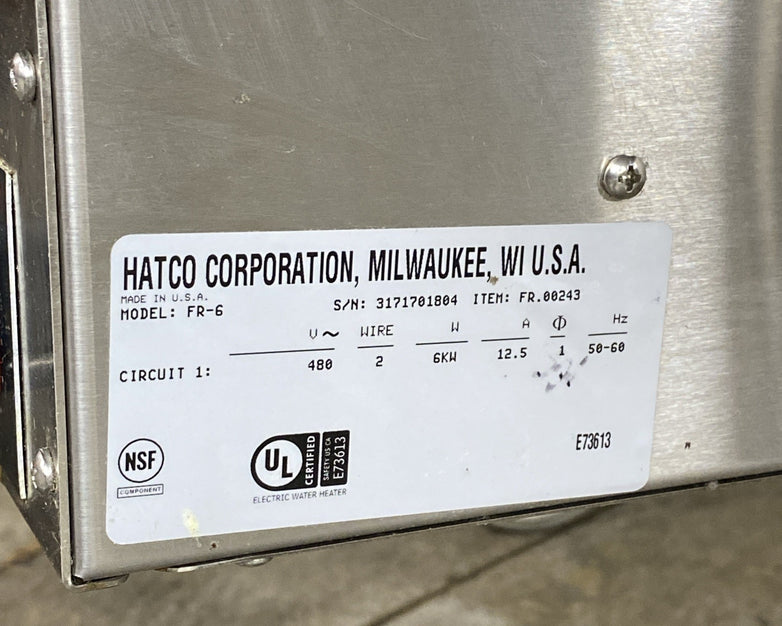 HATCO CORPORATION, MILWAUKEE, WI U.S.A.
MADE IN U.S.A.
MODEL: FR-6 S/N: 3171701804 ITEM: FR.00243
V~ WIRE W A Φ Hz
CIRCUIT 1: 480 2 6KW 12.5 1 50-60
NSF
COMPONENT
UL
CERTIFIED
SAFETY US CA
E73613
ELECTRIC WATER HEATER
E73613